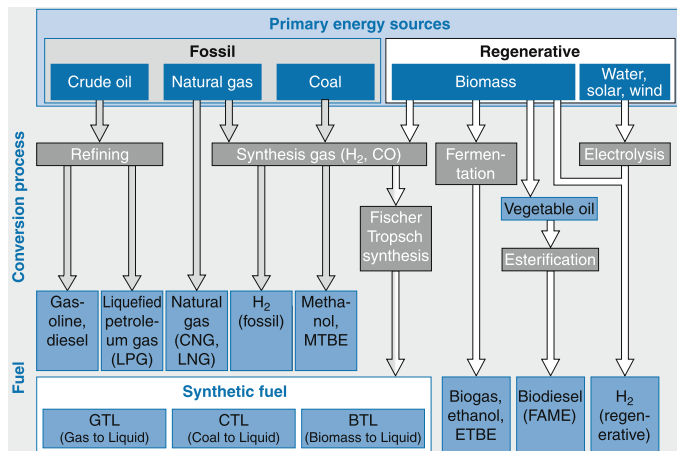 Primary energy sources
Fossil
Regenerative
Crude oil
Natural gas
Coal
Biomass
Water,
solar, wind
Conversion process
Refining
Synthesis gas (H₂, CO)
Fermen-
tation
Electrolysis
Vegetable oil
Fischer
Tropsch
synthesis
Esterification
Fuel
Gas-
oline,
diesel
Liquefied
petrole-
um gas
(LPG)
Natural
gas
(CNG,
LNG)
H₂
(fossil)
Metha-
nol,
MTBE
Synthetic fuel
GTL
(Gas to Liquid)
CTL
(Coal to Liquid)
BTL
(Biomass to Liquid)
Biogas,
ethanol,
ETBE
Biodiesel
(FAME)
H₂
(regen-
erative)